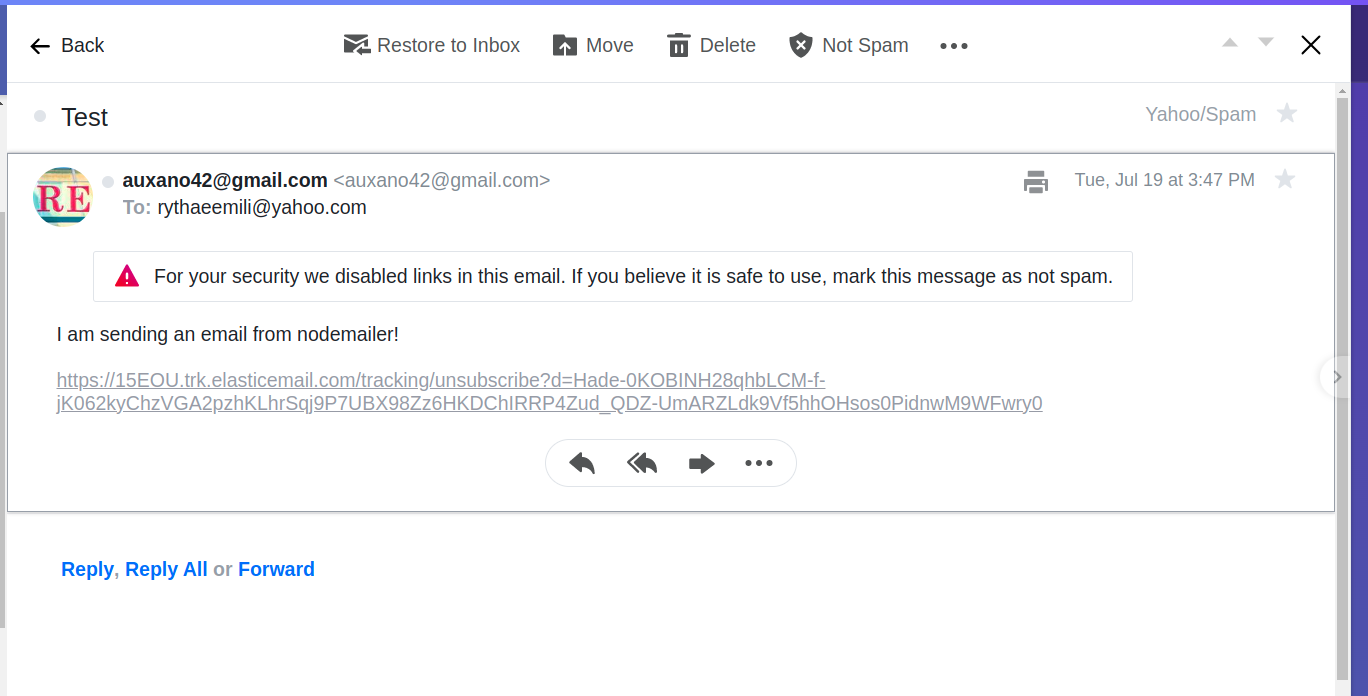 Back Restore to Inbox Move Delete Not Spam
Test Yahoo/Spam
RE auxano42@gmail.com <auxano42@gmail.com> Tue, Jul 19 at 3:47 PM
To: rythaeemili@yahoo.com
For your security we disabled links in this email. If you believe it is safe to use, mark this message as not spam.
I am sending an email from nodemailer!
https://15EOU.trk.elasticemail.com/tracking/unsubscribe?d=Hade-0KOBINH28qhbLCM-f-
jK062kyChzVGA2pzhKLhrSqj9P7UBX98Zz6HKDChIRRP4Zud_QDZ-UmARZLdk9Vf5hhOHsos0PidnwM9WFwry0
Reply, Reply All or Forward